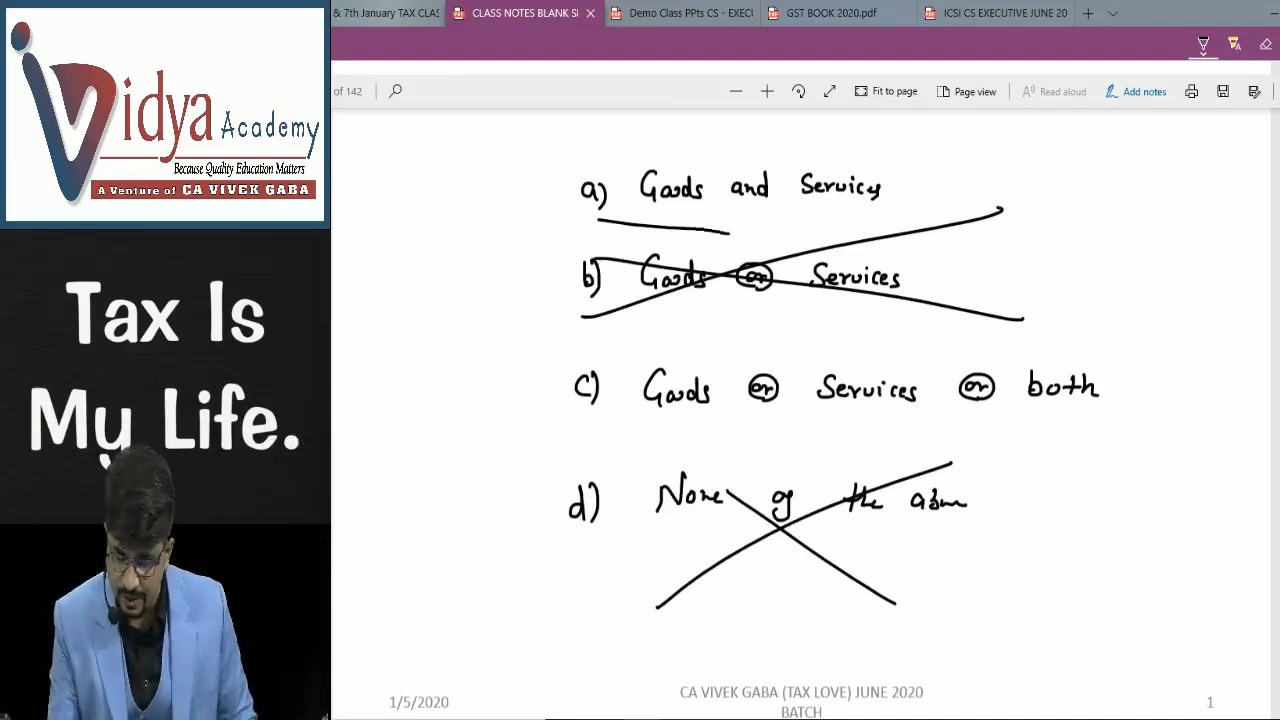 & 7th January TAX CLAS
CLASS NOTES BLANK SI
Demo Class PPts CS - EXECU
GST BOOK 2020.pdf
ICSI CS EXECUTIVE JUNE 20
of 142
Fit to page
Page view
Read aloud
Add notes
Vidya Academy
Because Quality Education Matters
A Venture of CA VIVEK GABA
Tax Is
My Life.
a) Goods and Services
b) Goods or Services
c) Goods or Services or both
d) None of the
1/5/2020
CA VIVEK GABA (TAX LOVE) JUNE 2020
BATCH
1